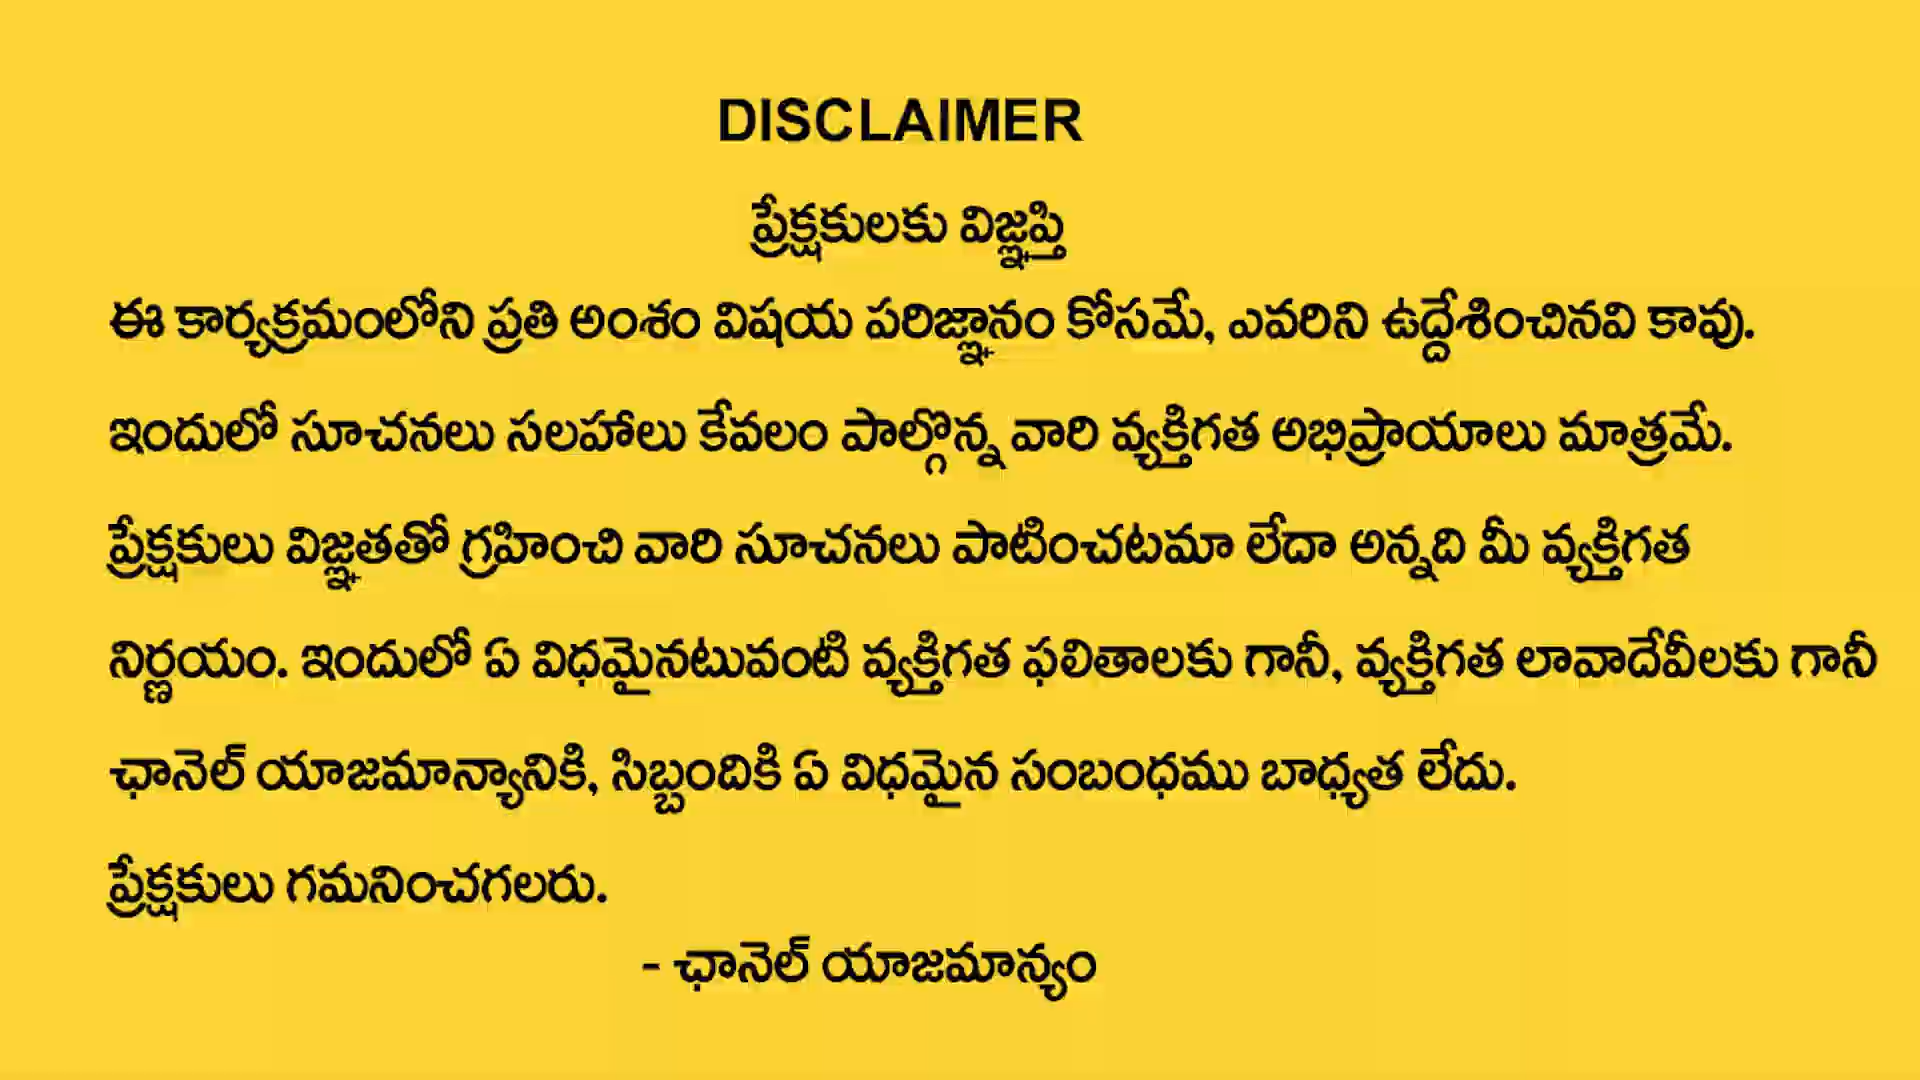 DISCLAIMER
ప్రేక్షకులకు విజ్ఞప్తి
ఈ కార్యక్రమంలోని ప్రతి అంశం విషయ పరిజ్ఞానం కోసమే, ఎవరిని ఉద్దేశించినవి కావు.
ఇందులో సూచనలు సలహాలు కేవలం పాల్గొన్న వారి వ్యక్తిగత అభిప్రాయాలు మాత్రమే.
ప్రేక్షకులు విజ్ఞతతో గ్రహించి వారి సూచనలు పాటించటమా లేదా అన్నది మీ వ్యక్తిగత
నిర్ణయం. ఇందులో ఏ విధమైనటువంటి వ్యక్తిగత ఫలితాలకు గానీ, వ్యక్తిగత లావాదేవీలకు గానీ
ఛానెల్ యాజమాన్యానికి, సిబ్బందికి ఏ విధమైన సంబంధము బాధ్యత లేదు.
ప్రేక్షకులు గమనించగలరు.
- ఛానెల్ యాజమాన్యం